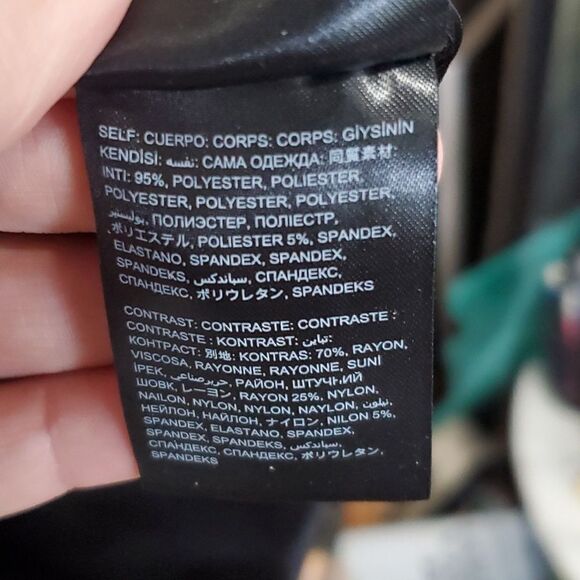 SELF: CUERPO: CORPS: CORPS: GİYSİNİN
KENDİSİ: نفسه: САМА ОДЕЖДА: 同質素材:
INTI: 95%, POLYESTER, POLIESTER,
POLYESTER, POLYESTER, POLYESTER,
بوليستر, ПОЛИЭСТЕР, ПОЛІЕСТР,
ポリエステル, POLIESTER 5%, SPANDEX,
ELASTANO, SPANDEX, SPANDEX,
SPANDEKS, سباندكس, СПАНДЕКС,
СПАНДЕКС, ポリウレタン, SPANDEKS
CONTRAST: CONTRASTE: CONTRASTE :
CONTRASTE : KONTRAST: تباين:
КОНТРАСТ: 別地: KONTRAS: 70%, RAYON,
VISCOSA, RAYONNE, RAYONNE, SUNİ
İPEK, حرير صناعي, РАЙОН, ШТУЧНИЙ
ШОВК, レーヨン, RAYON 25%, NYLON,
NAILON, NYLON, NYLON, NAYLON, نيلون,
НЕЙЛОН, НАЙЛОН, ナイロン, NILON 5%,
SPANDEX, ELASTANO, SPANDEX,
SPANDEX, SPANDEKS, سباندكس,
СПАНДЕКС, СПАНДЕКС, ポリウレタン,
SPANDEKS